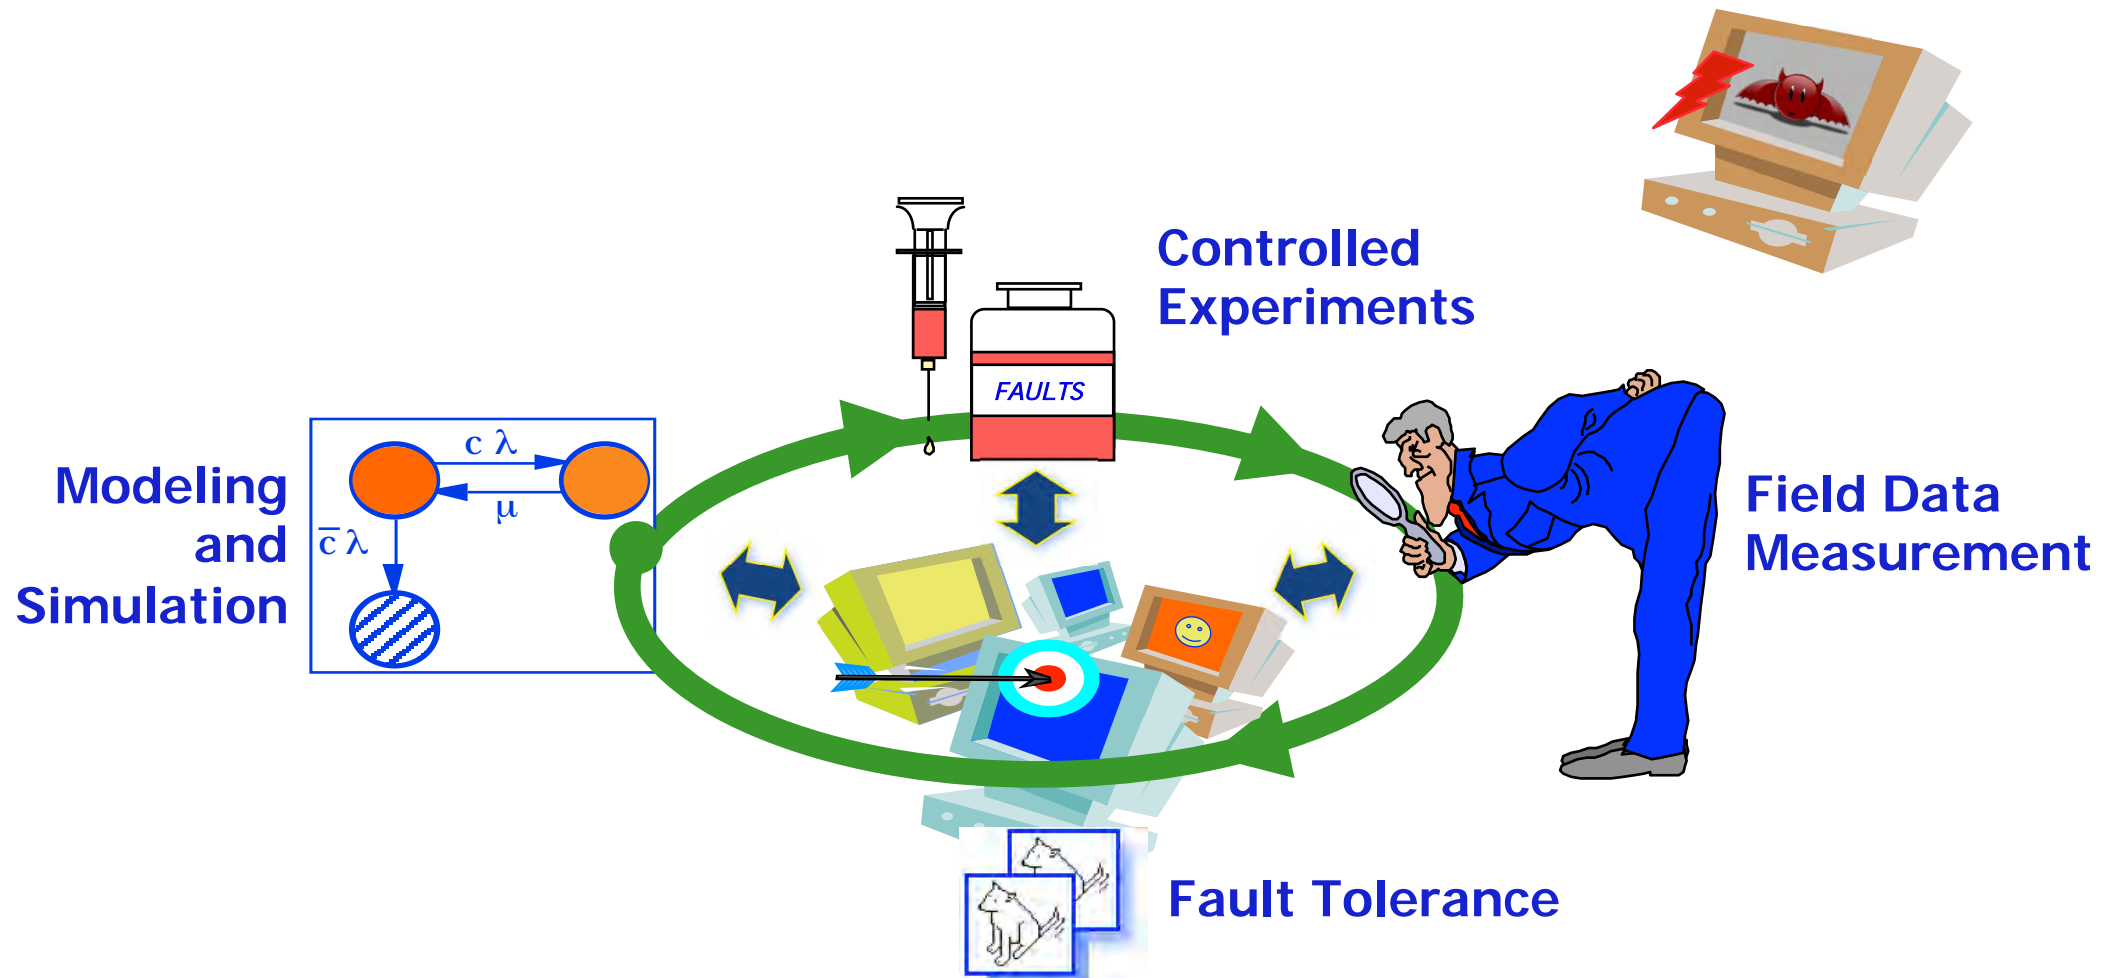 Controlled
Experiments
FAULTS
Modeling
and
Simulation
c λ
μ
c̅ λ
Field Data
Measurement
Fault Tolerance